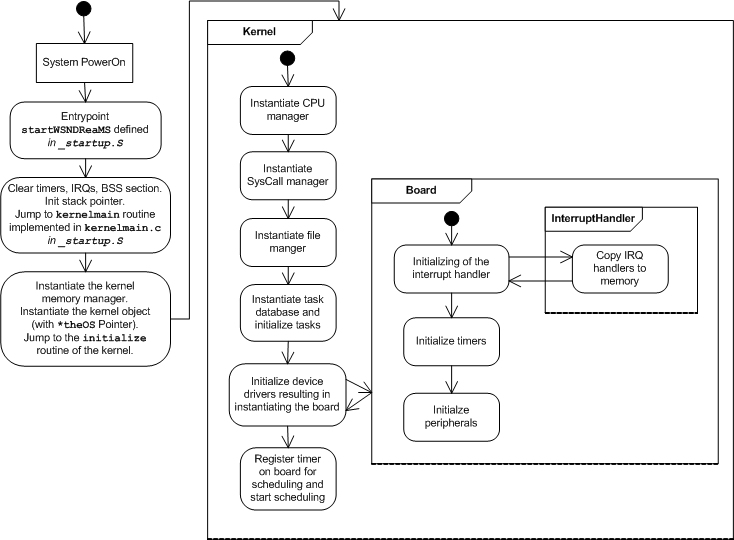 System PowerOn
Entrypoint
startWSNDReaMS defined
in _startup.S
Clear timers, IRQs, BSS section.
Init stack pointer.
Jump to kernelmain routine
implemented in kernelmain.c
in _startup.S
Instantiate the kernel
memory manager.
Instantiate the kernel object
(with *theOS Pointer).
Jump to the initialize
routine of the kernel.
Kernel
Instantiate CPU
manager
Instantiate
SysCall manager
Instantiate file
manger
Instantiate task
database and
initialize tasks
Initialize device
drivers resulting in
instantiating the board
Register timer
on board for
scheduling and
start scheduling
Board
Initializing of the
interrupt handler
Initialize timers
Initialze
peripherals
InterruptHandler
Copy IRQ
handlers to
memory